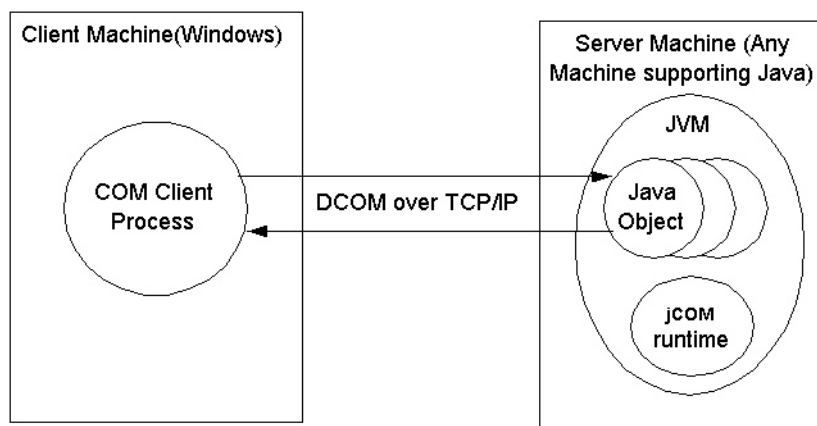 Client Machine(Windows)
COM Client
Process
DCOM over TCP/IP
Server Machine (Any
Machine supporting Java)
JVM
Java
Object
jCOM
runtime